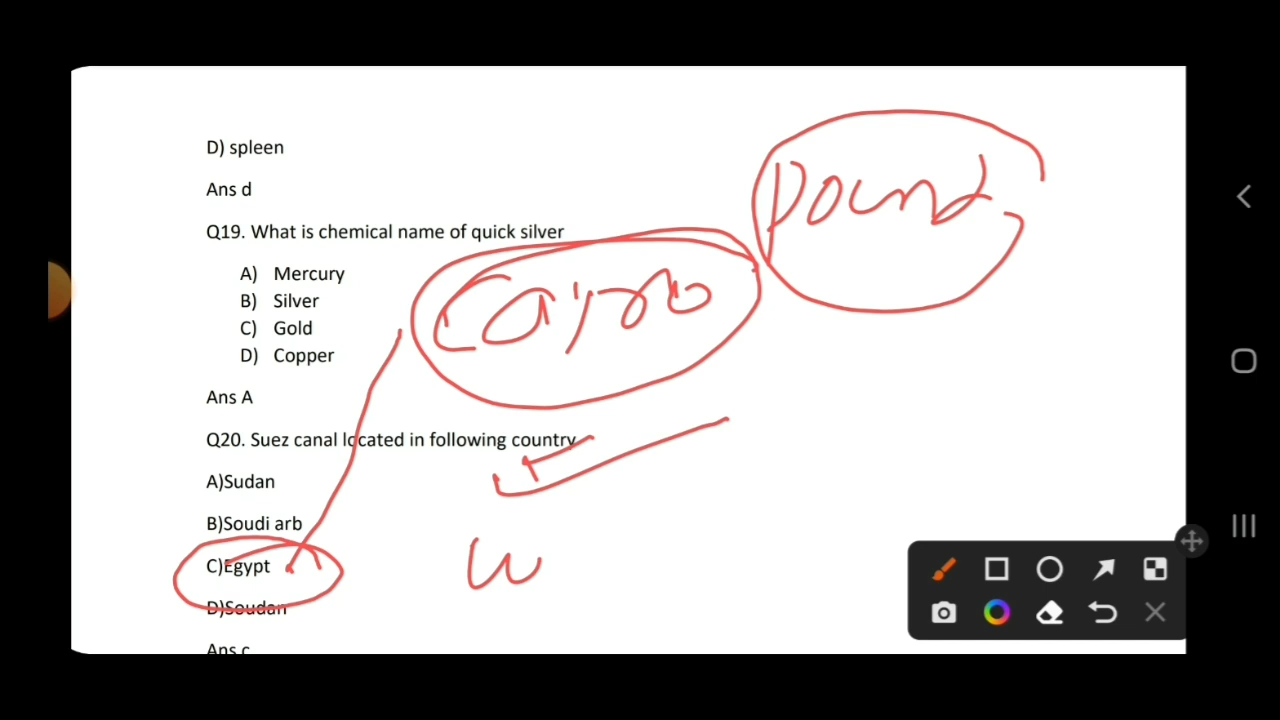 D) spleen
Ans d
Pound
Q19. What is chemical name of quick silver
A) Mercury
Cairo
B) Silver
C) Gold
D) Copper
Ans A
Q20. Suez canal located in following country
A)Sudan
B)Soudi arb
C)Egypt
D)Soudan
Ans c